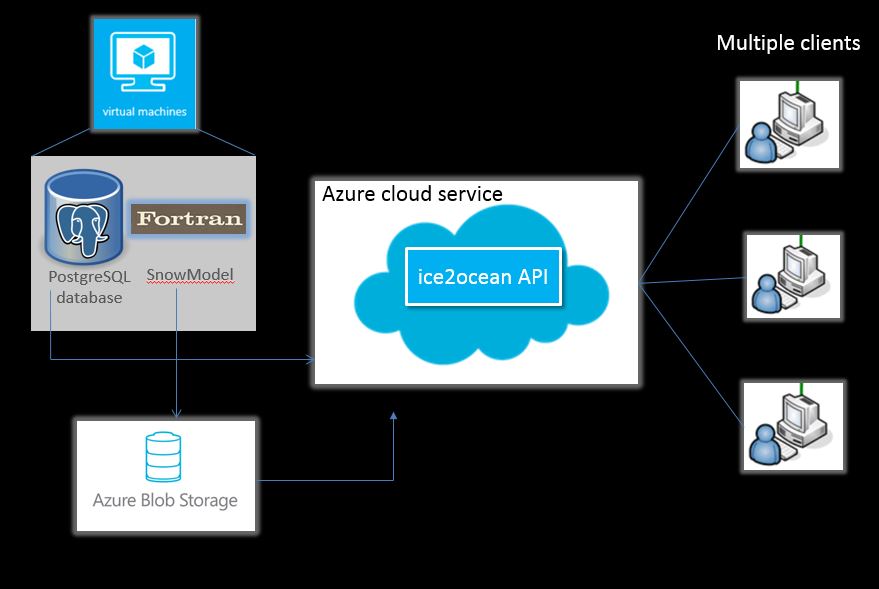 Multiple clients
virtual machines
Azure cloud service
Fortran
PostgreSQL
database
SnowModel
ice2ocean API
Azure Blob Storage